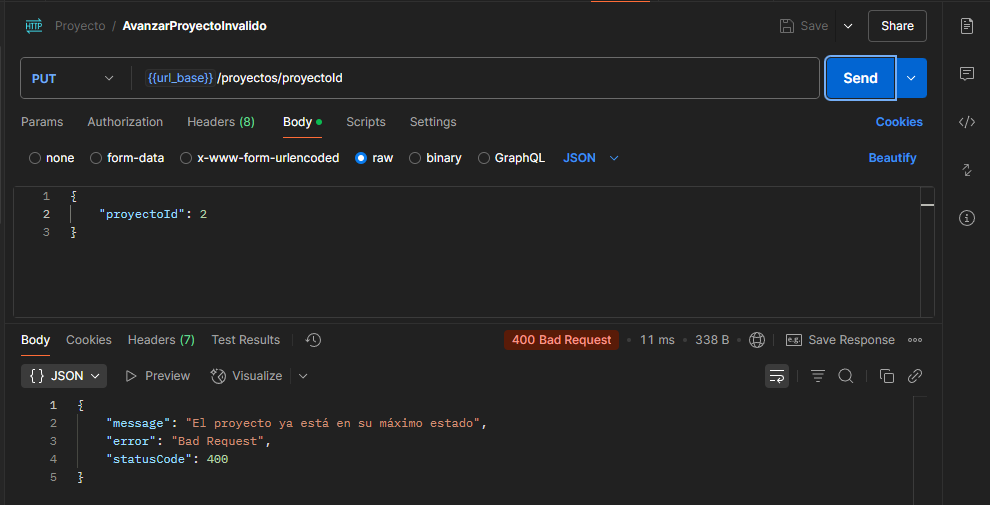 HTTP Proyecto / AvanzarProyectoInvalido Save Share
PUT {{url_base}} /proyectos/proyectoId Send
Params Authorization Headers (8) Body Scripts Settings Cookies
none form-data x-www-form-urlencoded raw binary GraphQL JSON Beautify
1 {
2 "proyectoId": 2
3 }
Body Cookies Headers (7) Test Results 400 Bad Request • 11 ms • 338 B e.g. Save Response
{} JSON Preview Visualize
1 {
2 "message": "El proyecto ya está en su máximo estado",
3 "error": "Bad Request",
4 "statusCode": 400
5 }